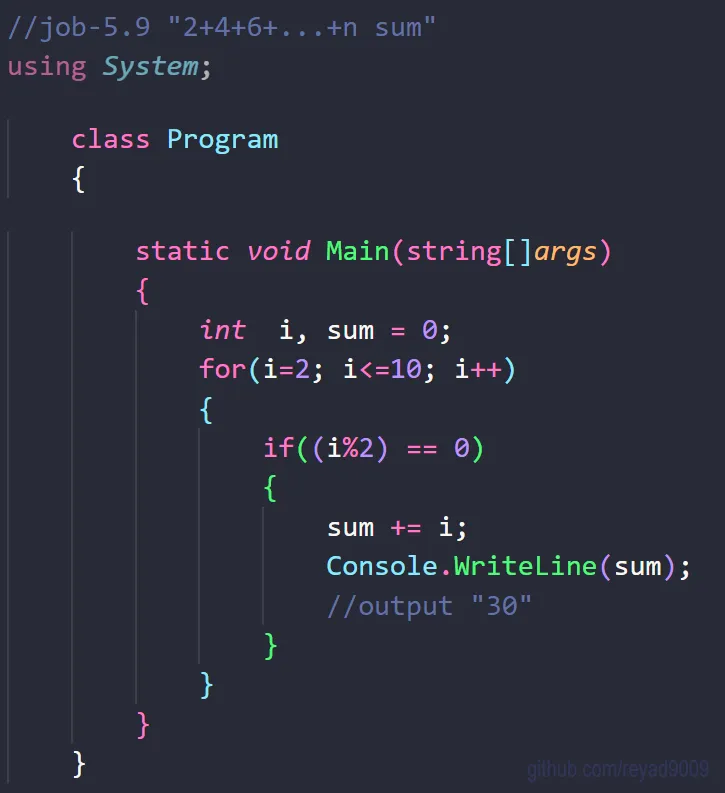 //job-5.9 "2+4+6+...+n sum"
using System;
class Program
{
static void Main(string[]args)
{
int  i, sum = 0;
for(i=2; i<=10; i++)
{
if((i%2) == 0)
{
sum += i;
Console.WriteLine(sum);
//output "30"
}
}
}
}
github.com/reyad9009